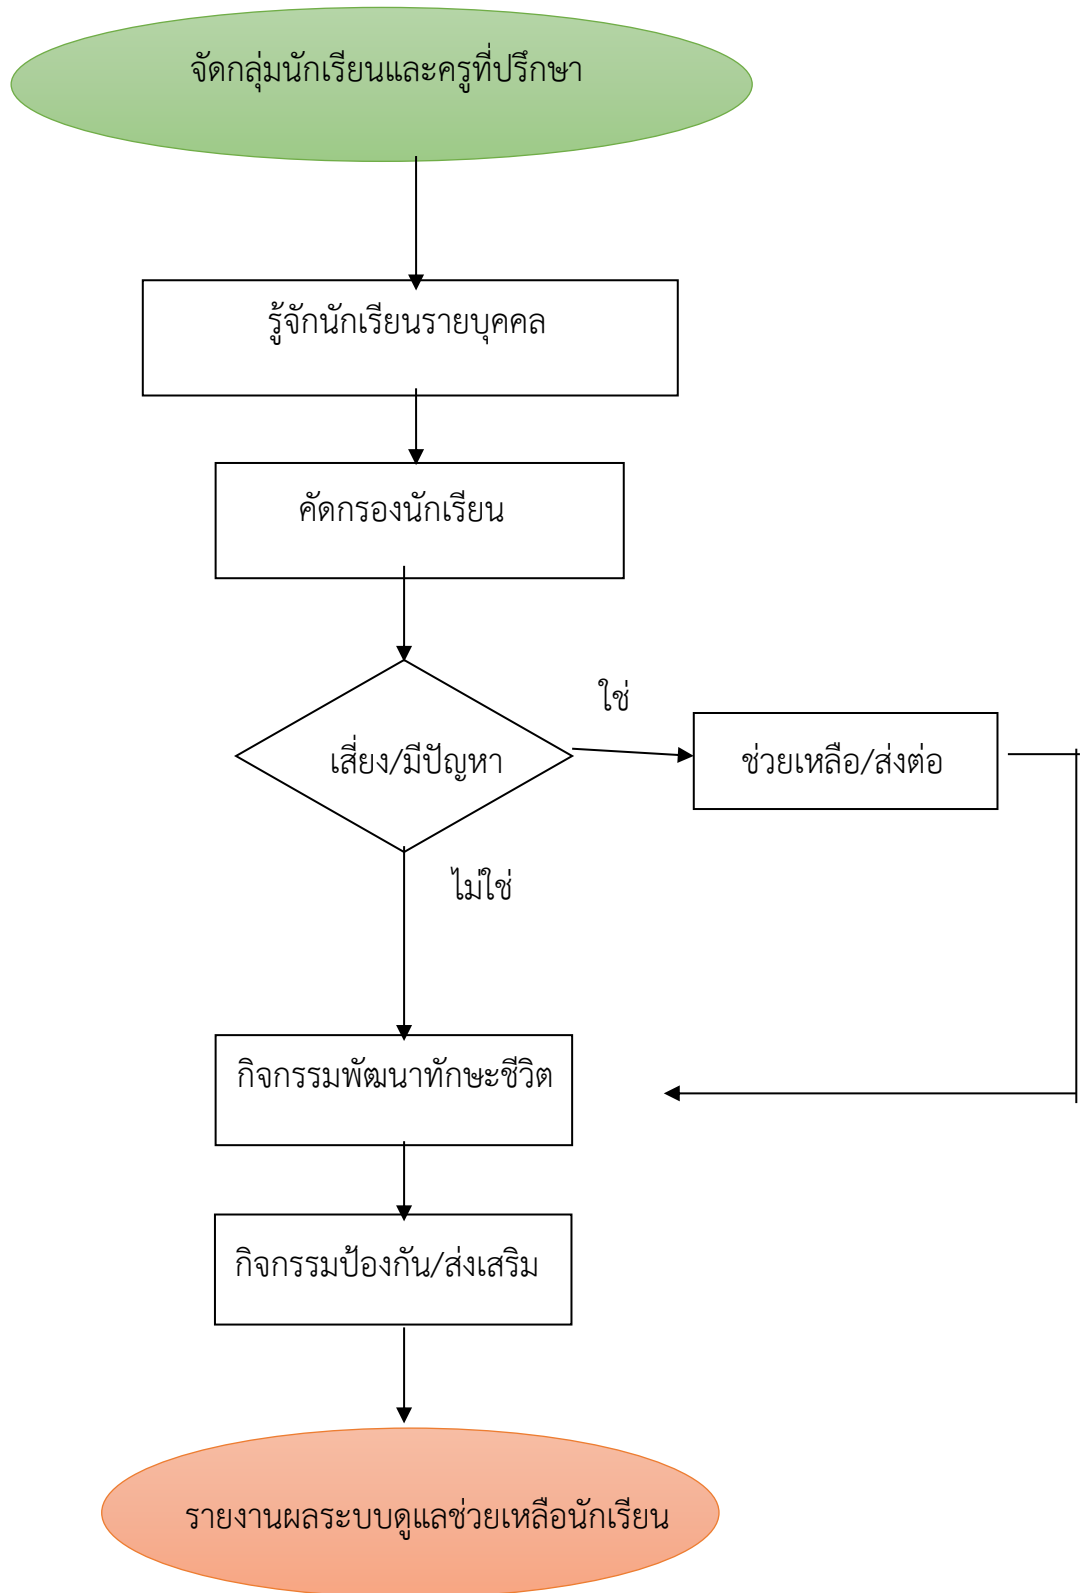 จัดกลุ่มนักเรียนและครูที่ปรึกษา
รู้จักนักเรียนรายบุคคล
คัดกรองนักเรียน
ใช่
เสี่ยง/มีปัญหา
ช่วยเหลือ/ส่งต่อ
ไม่ใช่
กิจกรรมพัฒนาทักษะชีวิต
กิจกรรมป้องกัน/ส่งเสริม
รายงานผลระบบดูแลช่วยเหลือนักเรียน